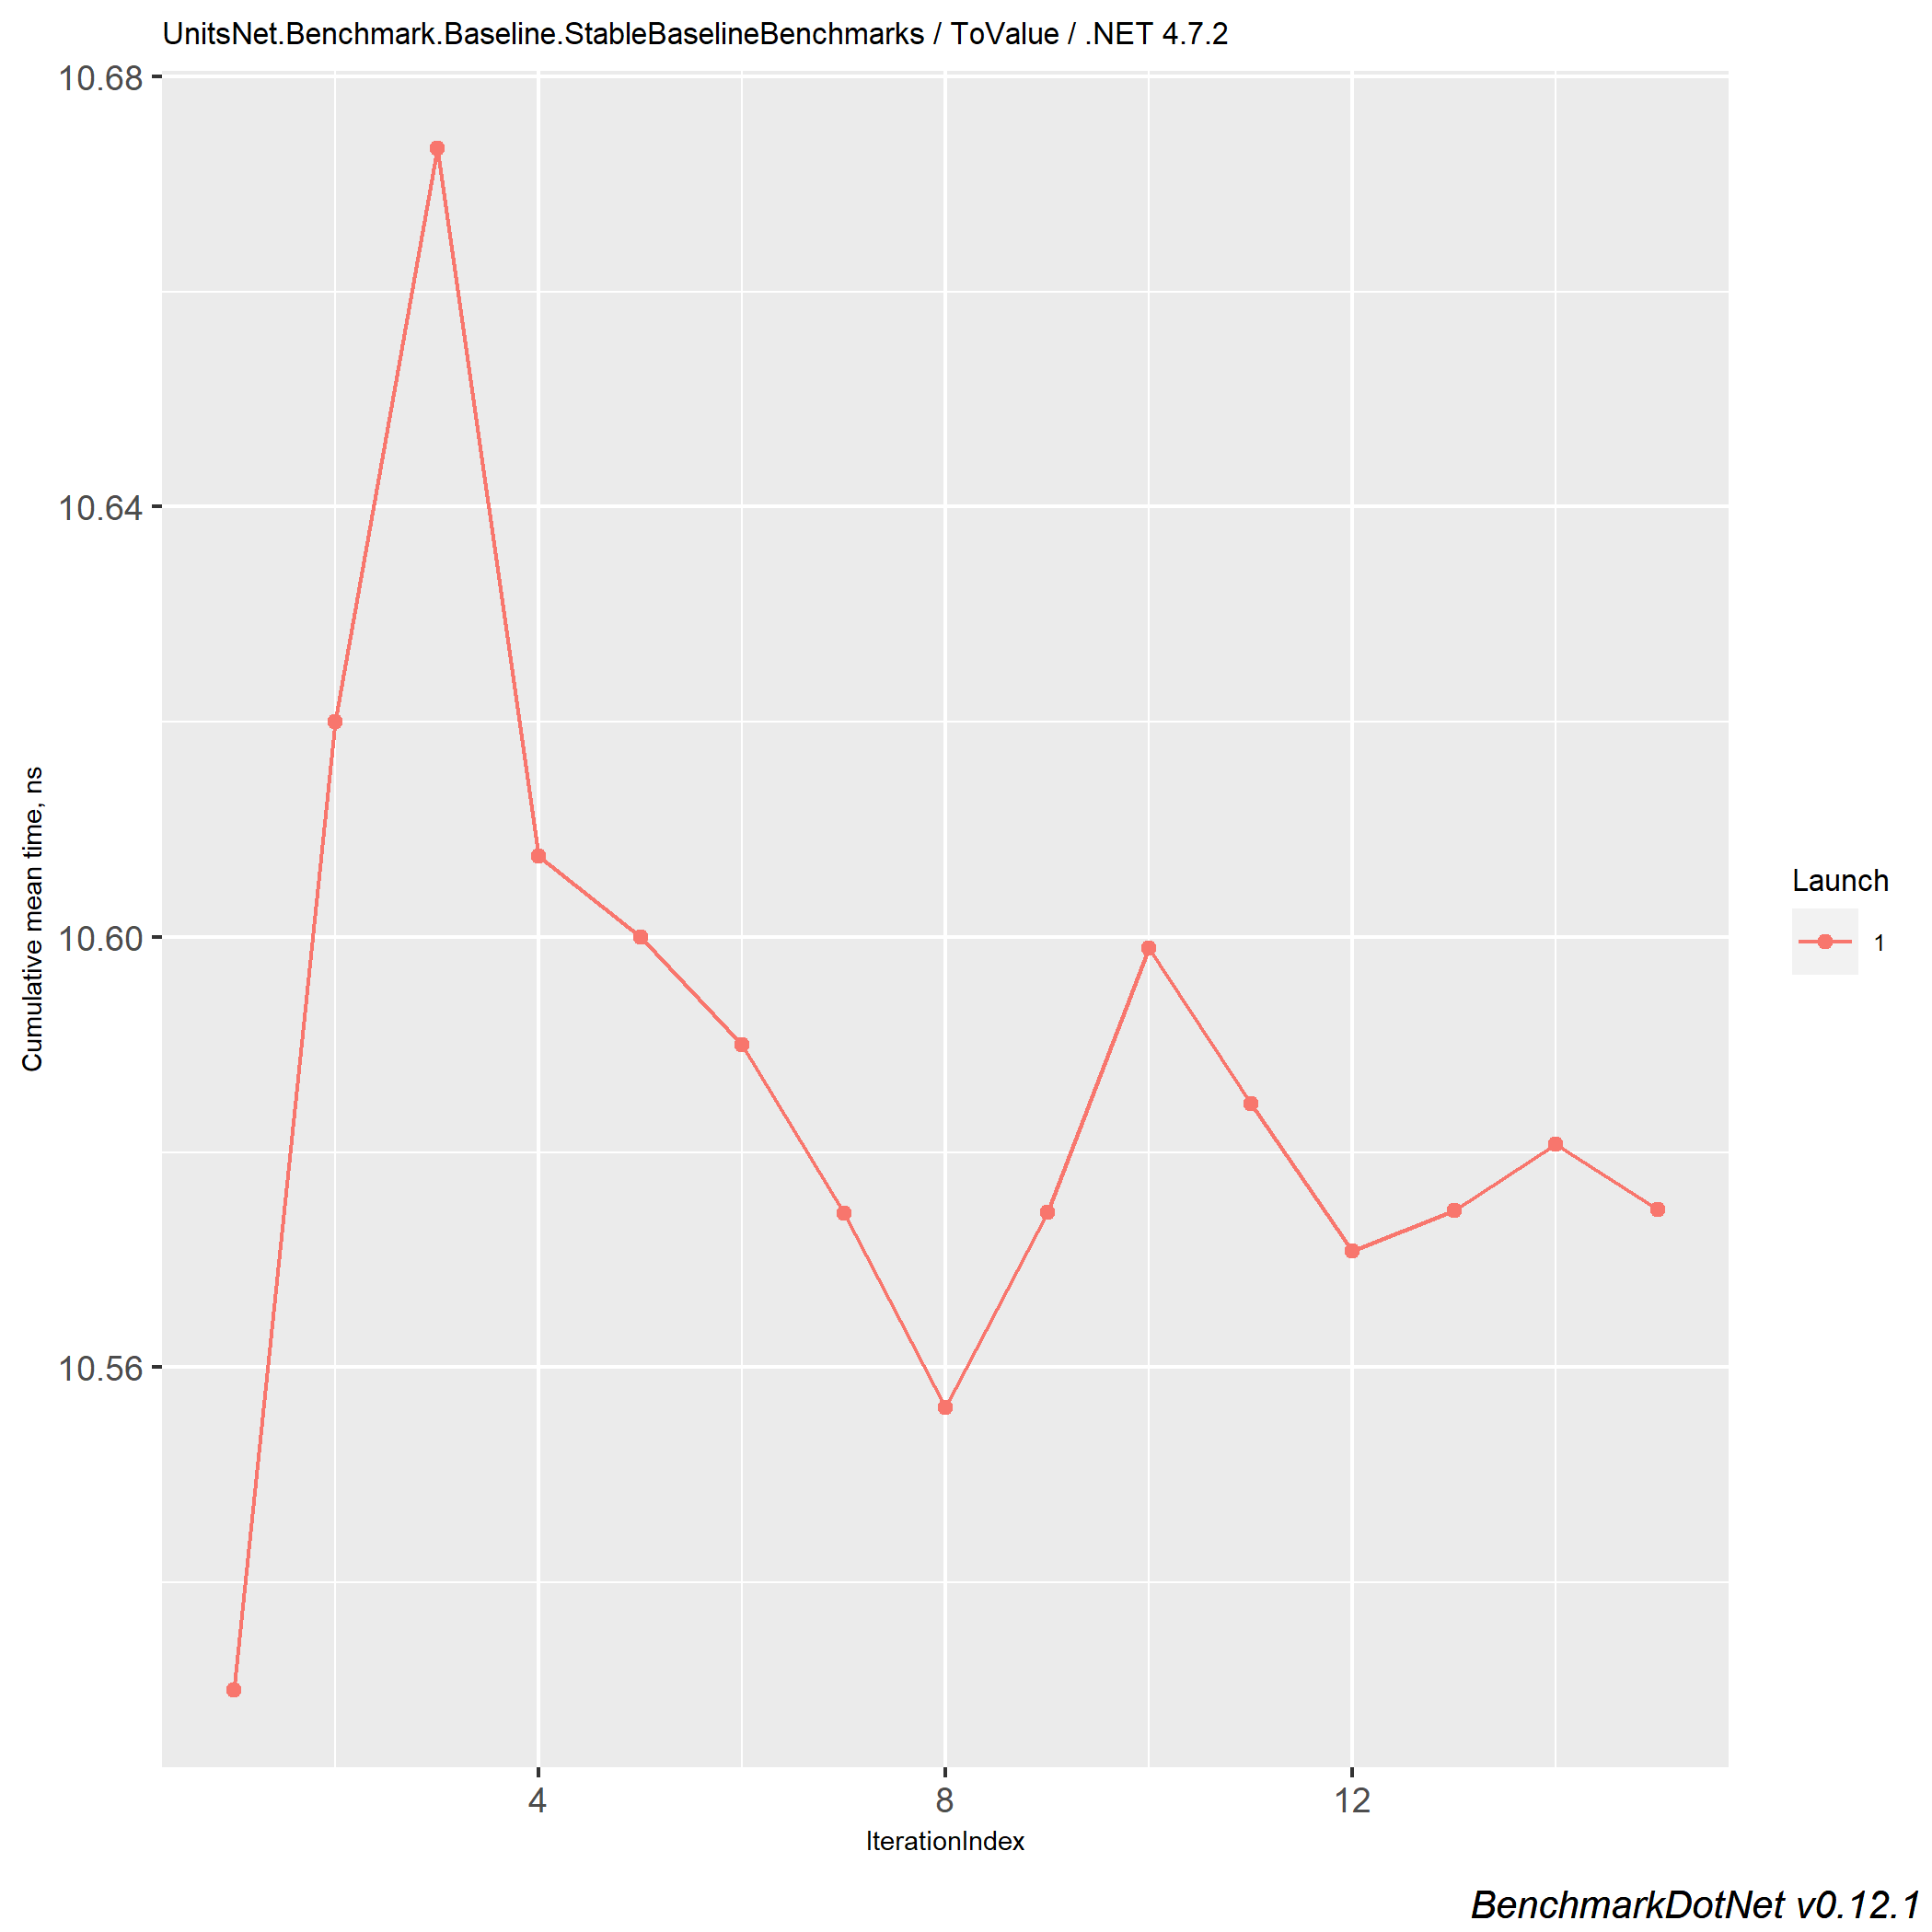 UnitsNet.Benchmark.Baseline.StableBaselineBenchmarks / ToValue / .NET 4.7.2
10.68
10.64
10.60
10.56
Cumulative mean time, ns
4
8
12
IterationIndex
Launch
1
BenchmarkDotNet v0.12.1